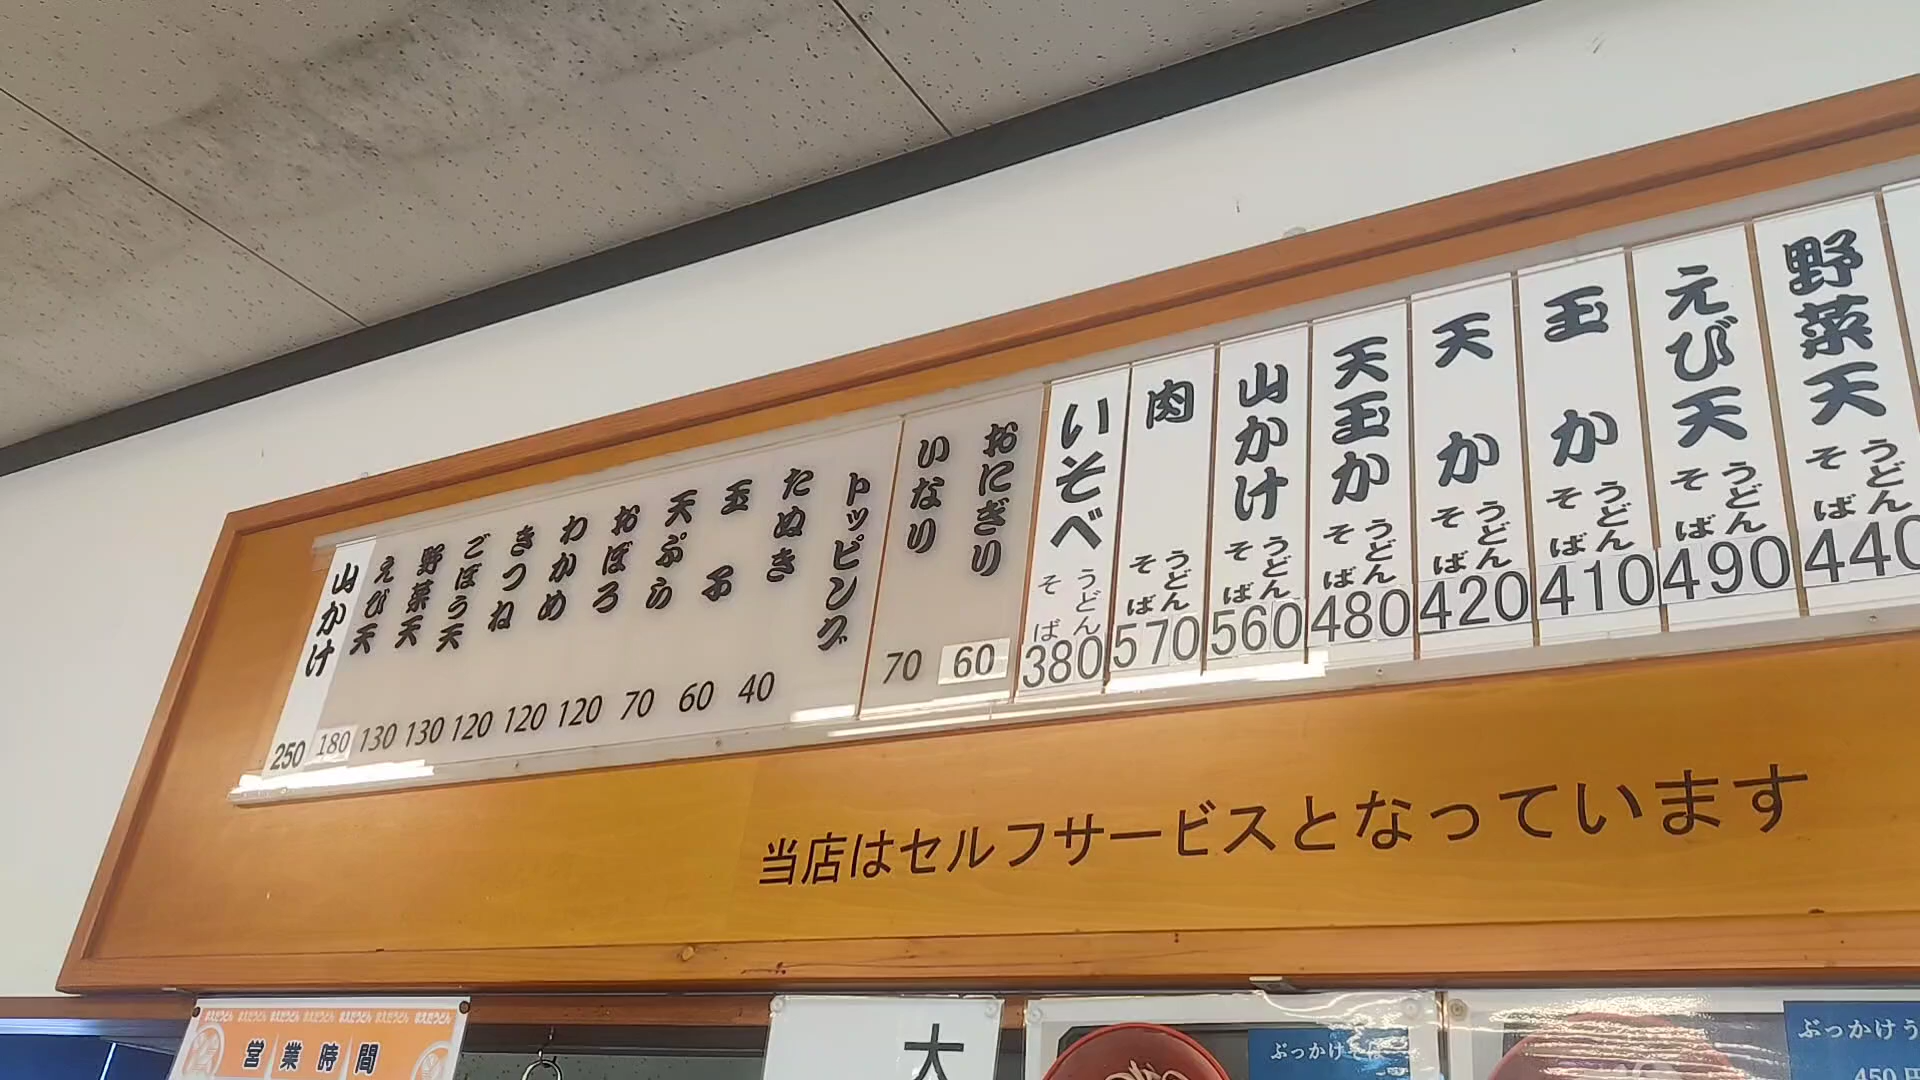 野菜天 うどん そば 440
えび天 うどん そば 490
玉か うどん そば 410
天か うどん そば 420
天玉か うどん そば 480
山かけ うどん そば 560
肉 うどん そば 570
いそべ うどん そば 380
おにぎり 60
いなり 70
トッピング
たぬき 40
玉子 60
天ぷら 70
おぼろ 120
わかめ 120
きつね 120
ごぼう天 130
野菜天 130
えび天 180
山かけ 250
当店はセルフサービスとなっています
営業時間
大
ぶっかけそば
ぶっかけう
450円